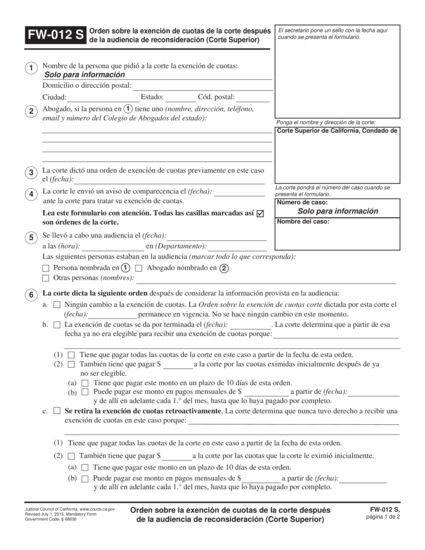 FW-012 S
Orden sobre la exención de cuotas de la corte después
de la audiencia de reconsideración (Corte Superior)
El secretario pone un sello con la fecha aquí
cuando se presenta el formulario.
1 Nombre de la persona que pidió a la corte la exención de cuotas:
Solo para información
Domicilio o dirección postal:
Ciudad: Estado: Cód. postal:
2 Abogado, si la persona en 1 tiene uno (nombre, dirección, teléfono,
email y número del Colegio de Abogados del estado):
Ponga el nombre y dirección de la corte:
Corte Superior de California, Condado de
3 La corte dictó una orden de exención de cuotas previamente en este caso
el (fecha):
4 La corte le envió un aviso de comparecencia el (fecha):
ante la corte para tratar su exención de cuotas.
Lea este formulario con atención. Todas las casillas marcadas así ☑
son órdenes de la corte.
La corte pondrá el número del caso cuando se
presenta el formulario.
Número de caso:
Solo para información
Nombre del caso:
5 Se llevó a cabo una audiencia el (fecha):
a las (hora): en (Departamento):
Las siguientes personas estaban en la audiencia (marcar todo lo que corresponda):
☐ Persona nombrada en 1 ☐ Abogado nombrado en 2
☐ Otras personas (nombres):
6 La corte dicta la siguiente orden después de considerar la información provista en la audiencia:
a. ☐ Ningún cambio a la exención de cuotas. La Orden sobre la exención de cuotas corte dictada por esta corte el
(fecha): permanece en vigencia. No se hace ningún cambio en este momento.
b. ☐ La exención de cuotas se da por terminada el (fecha): . La corte determina que a partir de esa
fecha ya no era elegible para recibir una exención de cuotas porque:
(1) ☐ Tiene que pagar todas las cuotas de la corte en este caso a partir de la fecha de esta orden.
(2) ☐ También tiene que pagar $ a la corte por las cuotas eximidas inicialmente después de ya
no ser elegible.
(a) ☐ Tiene que pagar este monto en un plazo de 10 días de esta orden.
(b) ☐ Puede pagar ese monto en pagos mensuales de $ a partir de (fecha):
y de allí en adelante cada 1.° del mes, hasta que lo haya pagado por completo.
c. ☐ Se retira la exención de cuotas retroactivamente. La corte determina que nunca tuvo derecho a recibir una
exención de cuotas en este caso porque:
(1) Tiene que pagar todas las cuotas de la corte en este caso a partir de la fecha de esta orden.
(2) ☐ También tiene que pagar $ a la corte por las cuotas que la corte le eximió inicialmente.
(a) ☐ Tiene que pagar este monto en un plazo de 10 días de esta orden.
(b) ☐ Puede pagar ese monto en pagos mensuales de $ a partir de (fecha):
y de allí en adelante cada 1.° del mes, hasta que lo haya pagado por completo.
Judicial Council of California, www.courts.ca.gov
Revised July 1, 2015, Mandatory Form
Government Code, § 68636
Orden sobre la exención de cuotas de la corte después
de la audiencia de reconsideración (Corte Superior)
FW-012 S,
página 1 de 2